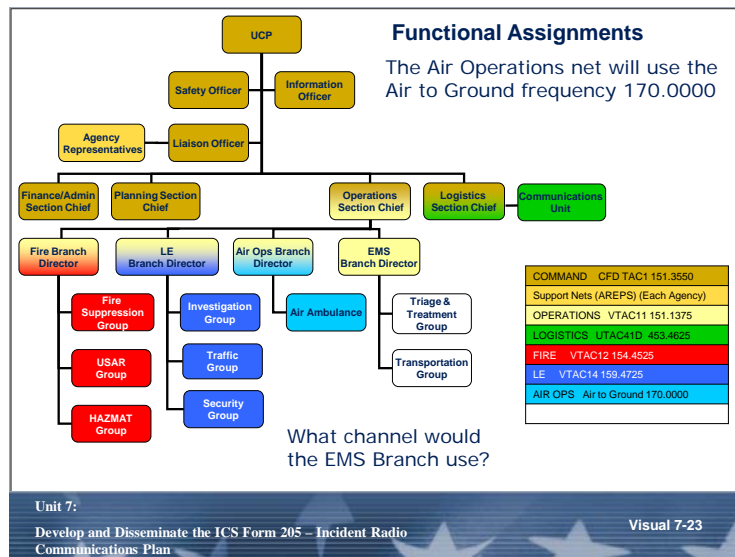 Functional Assignments
The Air Operations net will use the
Air to Ground frequency 170.0000
UCP
Safety Officer
Information
Officer
Agency
Representatives
Liaison Officer
Finance/Admin
Section Chief
Planning Section
Chief
Operations
Section Chief
Logistics
Section Chief
Communications
Unit
Fire Branch
Director
LE
Branch Director
Air Ops Branch
Director
EMS
Branch Director
Fire
Suppression
Group
Investigation
Group
Air Ambulance
Triage &
Treatment
Group
USAR
Group
Traffic
Group
Transportation
Group
HAZMAT
Group
Security
Group
COMMAND CFD TAC1 151.3550
Support Nets (AREPS) (Each Agency)
OPERATIONS VTAC11 151.1375
LOGISTICS UTAC41D 453.4625
FIRE VTAC12 154.4525
LE VTAC14 159.4725
AIR OPS Air to Ground 170.0000
What channel would
the EMS Branch use?
Unit 7:
Develop and Disseminate the ICS Form 205 – Incident Radio
Communications Plan
Visual 7-23